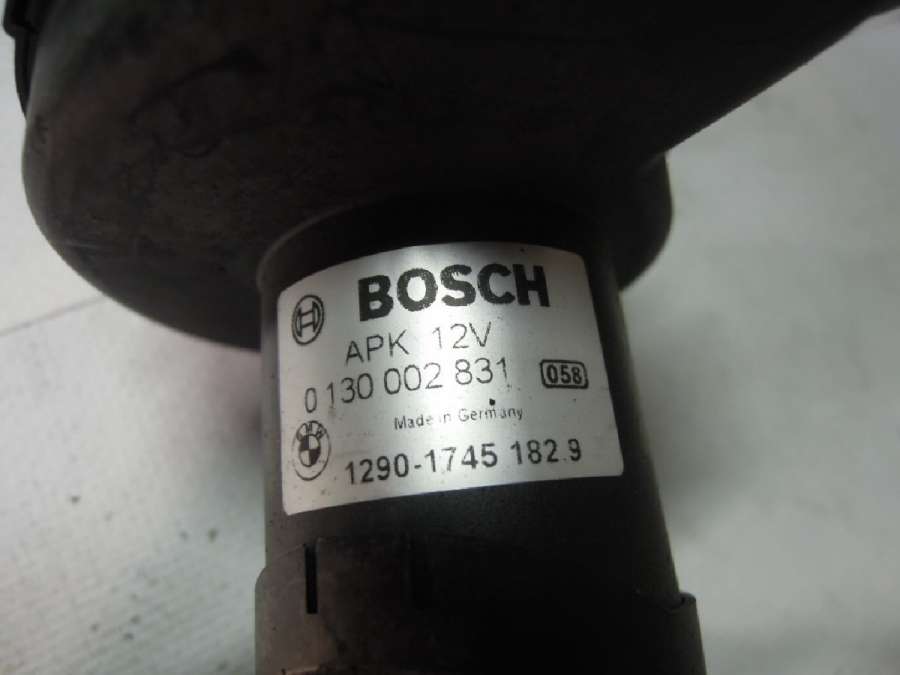 BOSCH
APK 12V
0 130 002 831 058
Made in Germany
1290-1745 182.9